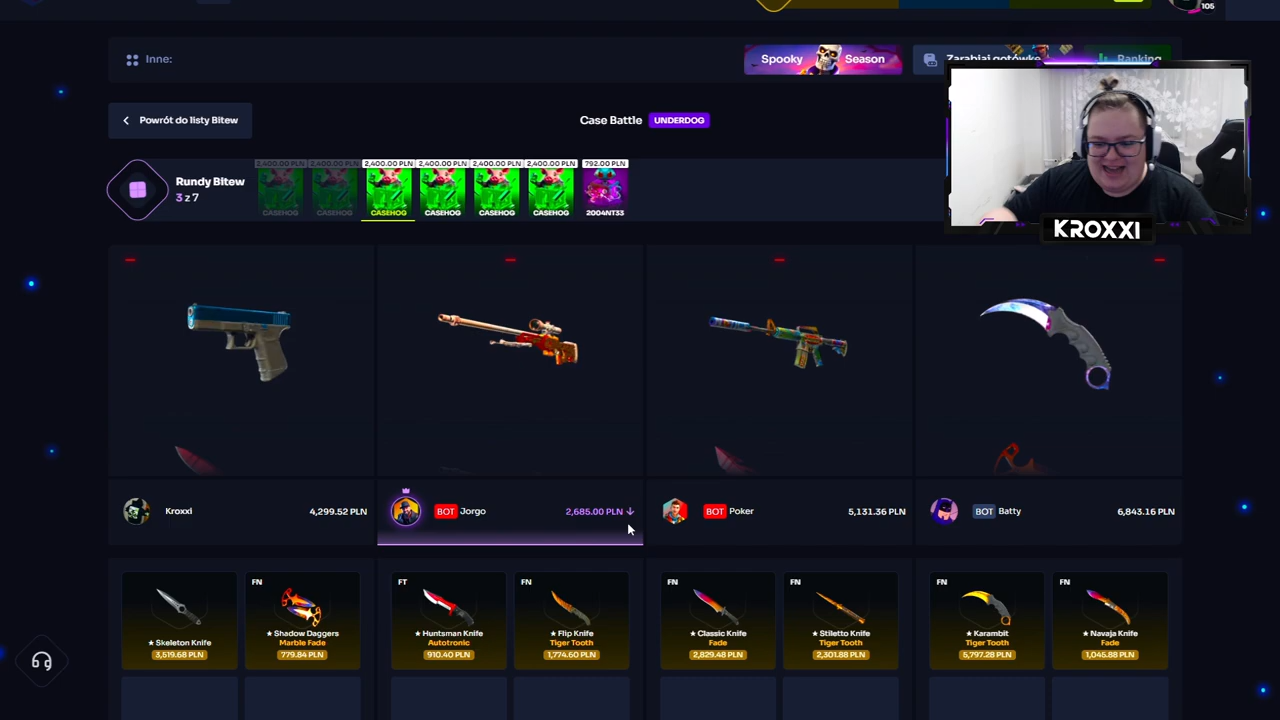 105
Inne:
Spooky Season
Zarabiaj gotówkę
Ranking
Powrót do listy Bitew
Case Battle UNDERDOG
KROXXI
Rundy Bitew
3 z 7
2,400.00 PLN
2,400.00 PLN
2,400.00 PLN
2,400.00 PLN
2,400.00 PLN
2,400.00 PLN
792.00 PLN
CASEHOG
CASEHOG
CASEHOG
CASEHOG
CASEHOG
CASEHOG
2004NT33
Kroxxi 4,299.52 PLN
BOT Jorgo 2,685.00 PLN
BOT Poker 5,131.36 PLN
BOT Batty 6,843.16 PLN
★ Skeleton Knife
3,519.68 PLN
FN
★ Shadow Daggers
Marble Fade
779.84 PLN
FT
★ Huntsman Knife
Autotronic
910.40 PLN
FN
★ Flip Knife
Tiger Tooth
1,774.60 PLN
FN
★ Classic Knife
Fade
2,829.48 PLN
FN
★ Stiletto Knife
Tiger Tooth
2,301.88 PLN
FN
★ Karambit
Tiger Tooth
5,797.28 PLN
FN
★ Navaja Knife
Fade
1,045.88 PLN